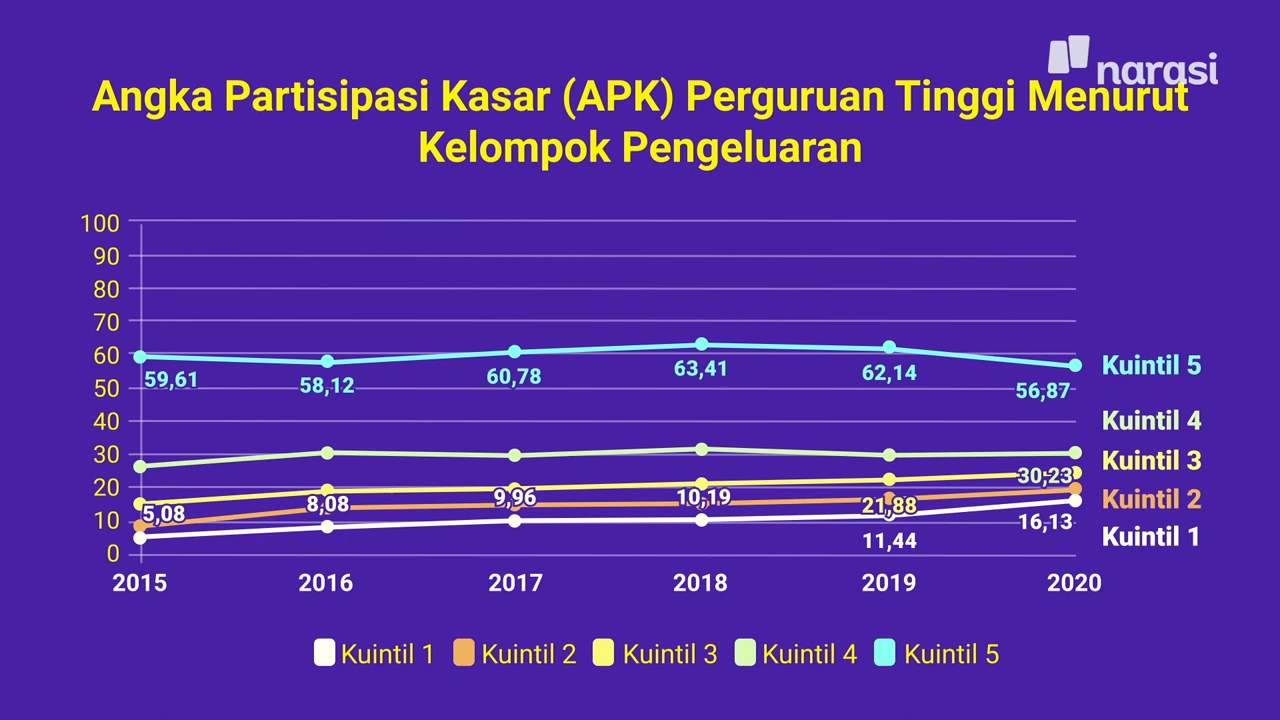 narasi
Angka Partisipasi Kasar (APK) Perguruan Tinggi Menurut
Kelompok Pengeluaran
100
90
80
70
60
50
40
30
20
10
0
59,61
58,12
60,78
63,41
62,14
56,87
30,23
5,08
8,08
9,96
10,19
21,88
11,44
16,13
Kuintil 5
Kuintil 4
Kuintil 3
Kuintil 2
Kuintil 1
2015 2016 2017 2018 2019 2020
Kuintil 1 Kuintil 2 Kuintil 3 Kuintil 4 Kuintil 5